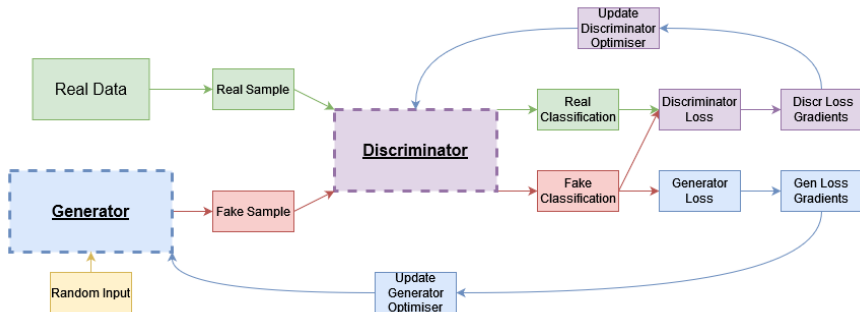 Update
Discriminator
Optimiser
Real Data
Real Sample
Real
Classification
Discriminator
Loss
Discr Loss
Gradients
Discriminator
Generator
Fake Sample
Fake
Classification
Generator
Loss
Gen Loss
Gradients
Random Input
Update
Generator
Optimiser